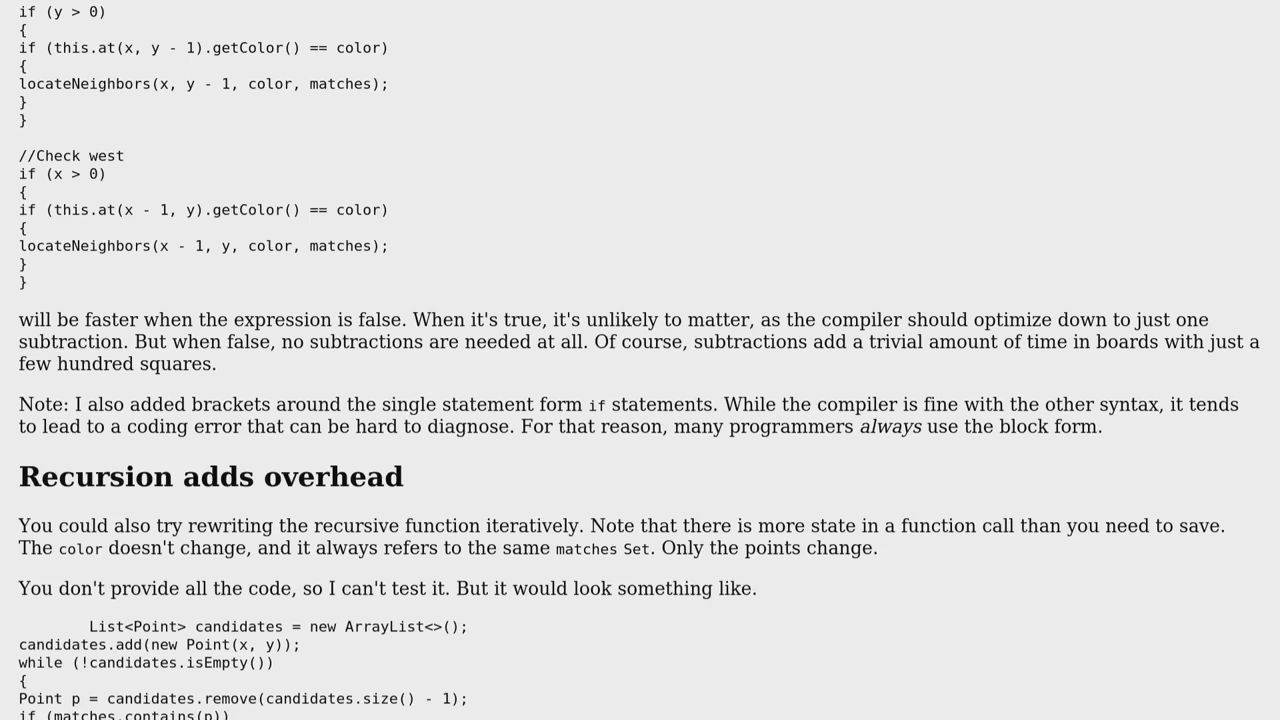 if (y > 0)
{
if (this.at(x, y - 1).getColor() == color)
{
locateNeighbors(x, y - 1, color, matches);
}
}
//Check west
if (x > 0)
{
if (this.at(x - 1, y).getColor() == color)
{
locateNeighbors(x - 1, y, color, matches);
}
}
will be faster when the expression is false. When it's true, it's unlikely to matter, as the compiler should optimize down to just one
subtraction. But when false, no subtractions are needed at all. Of course, subtractions add a trivial amount of time in boards with just a
few hundred squares.
Note: I also added brackets around the single statement form if statements. While the compiler is fine with the other syntax, it tends
to lead to a coding error that can be hard to diagnose. For that reason, many programmers always use the block form.
Recursion adds overhead
You could also try rewriting the recursive function iteratively. Note that there is more state in a function call than you need to save.
The color doesn't change, and it always refers to the same matches Set. Only the points change.
You don't provide all the code, so I can't test it. But it would look something like.
List<Point> candidates = new ArrayList<>();
candidates.add(new Point(x, y));
while (!candidates.isEmpty())
{
Point p = candidates.remove(candidates.size() - 1);
if (matches.contains(p))